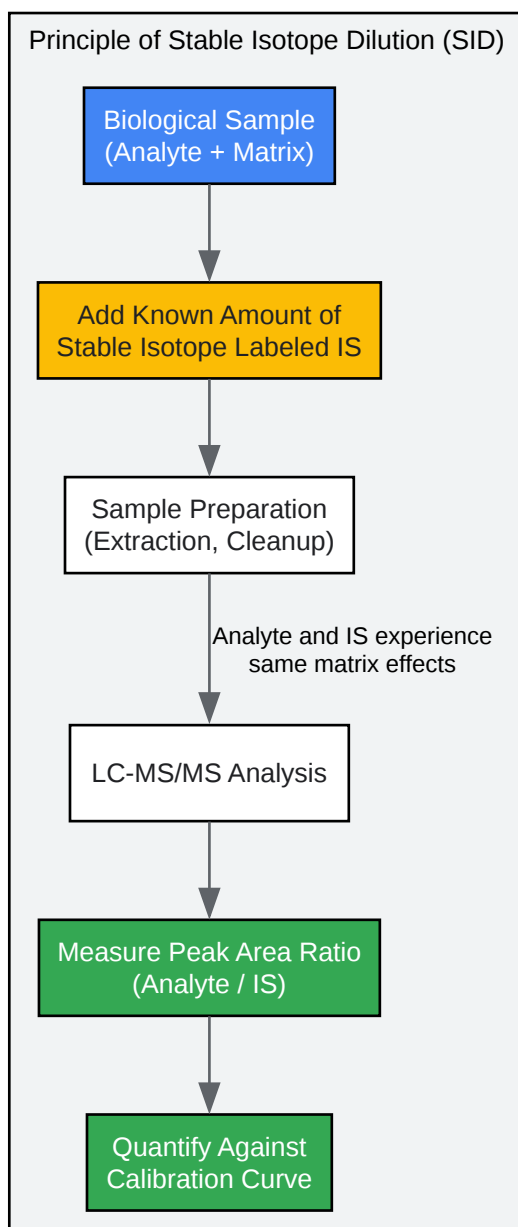 Principle of Stable Isotope Dilution (SID)
Biological Sample
(Analyte + Matrix)
Add Known Amount of
Stable Isotope Labeled IS
Sample Preparation
(Extraction, Cleanup)
Analyte and IS experience
same matrix effects
LC-MS/MS Analysis
Measure Peak Area Ratio
(Analyte / IS)
Quantify Against
Calibration Curve